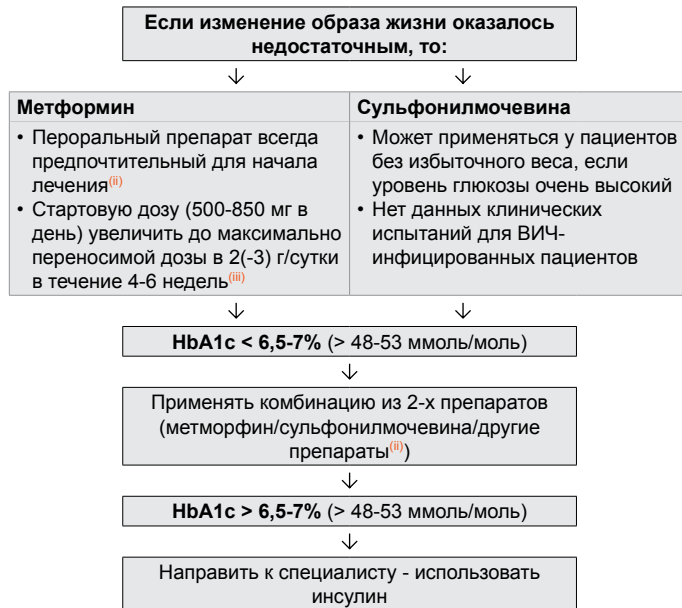 Если изменение образа жизни оказалось
недостаточным, то:
Метформин
• Пероральный препарат всегда
предпочтительный для начала
лечения(ii)
• Стартовую дозу (500-850 мг в
день) увеличить до максимально
переносимой дозы в 2(-3) г/сутки
в течение 4-6 недель(iii)
Сульфонилмочевина
• Может применяться у пациентов
без избыточного веса, если
уровень глюкозы очень высокий
• Нет данных клинических
испытаний для ВИЧ-
инфицированных пациентов
HbA1c < 6,5-7% (> 48-53 ммоль/моль)
Применять комбинацию из 2-х препаратов
(метморфин/сульфонилмочевина/другие
препараты(ii))
HbA1c > 6,5-7% (> 48-53 ммоль/моль)
Направить к специалисту - использовать
инсулин